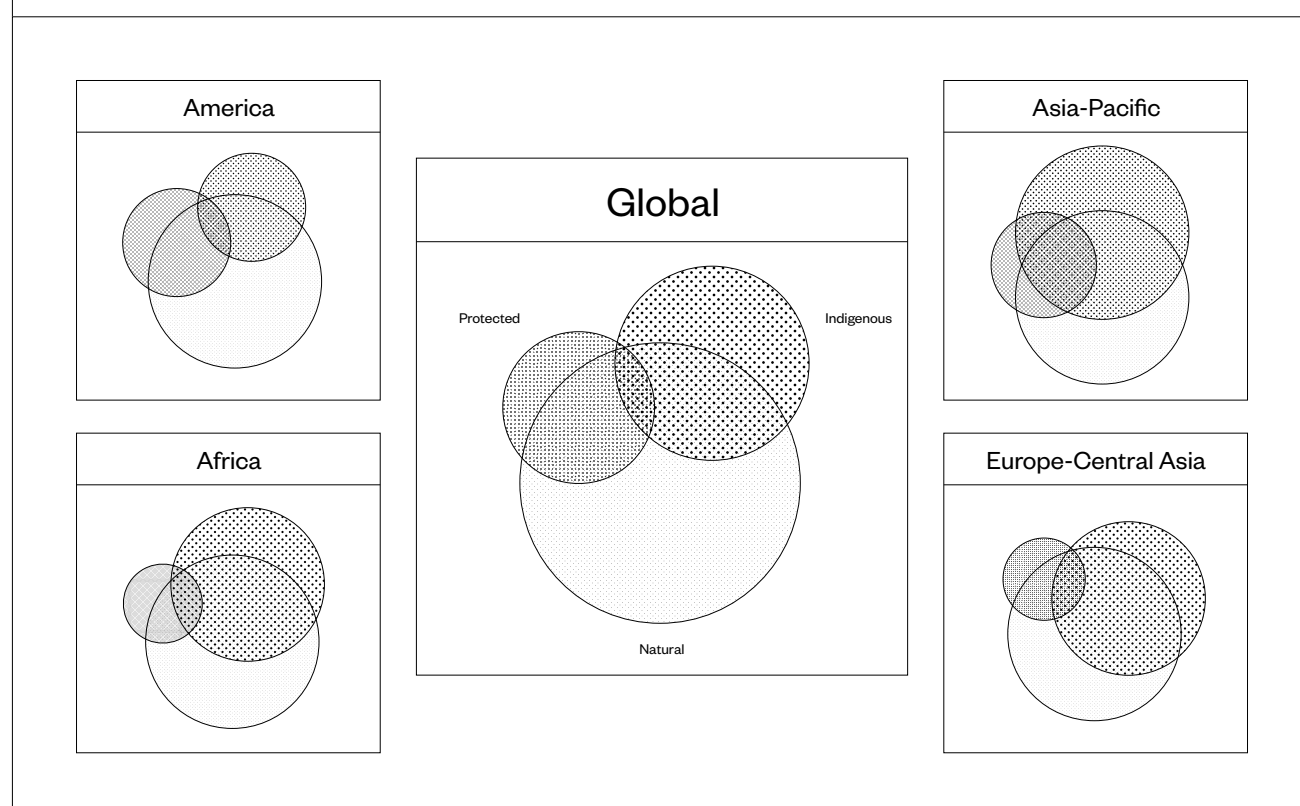 America
Asia-Pacific
Global
Protected
Indigenous
Natural
Africa
Europe-Central Asia